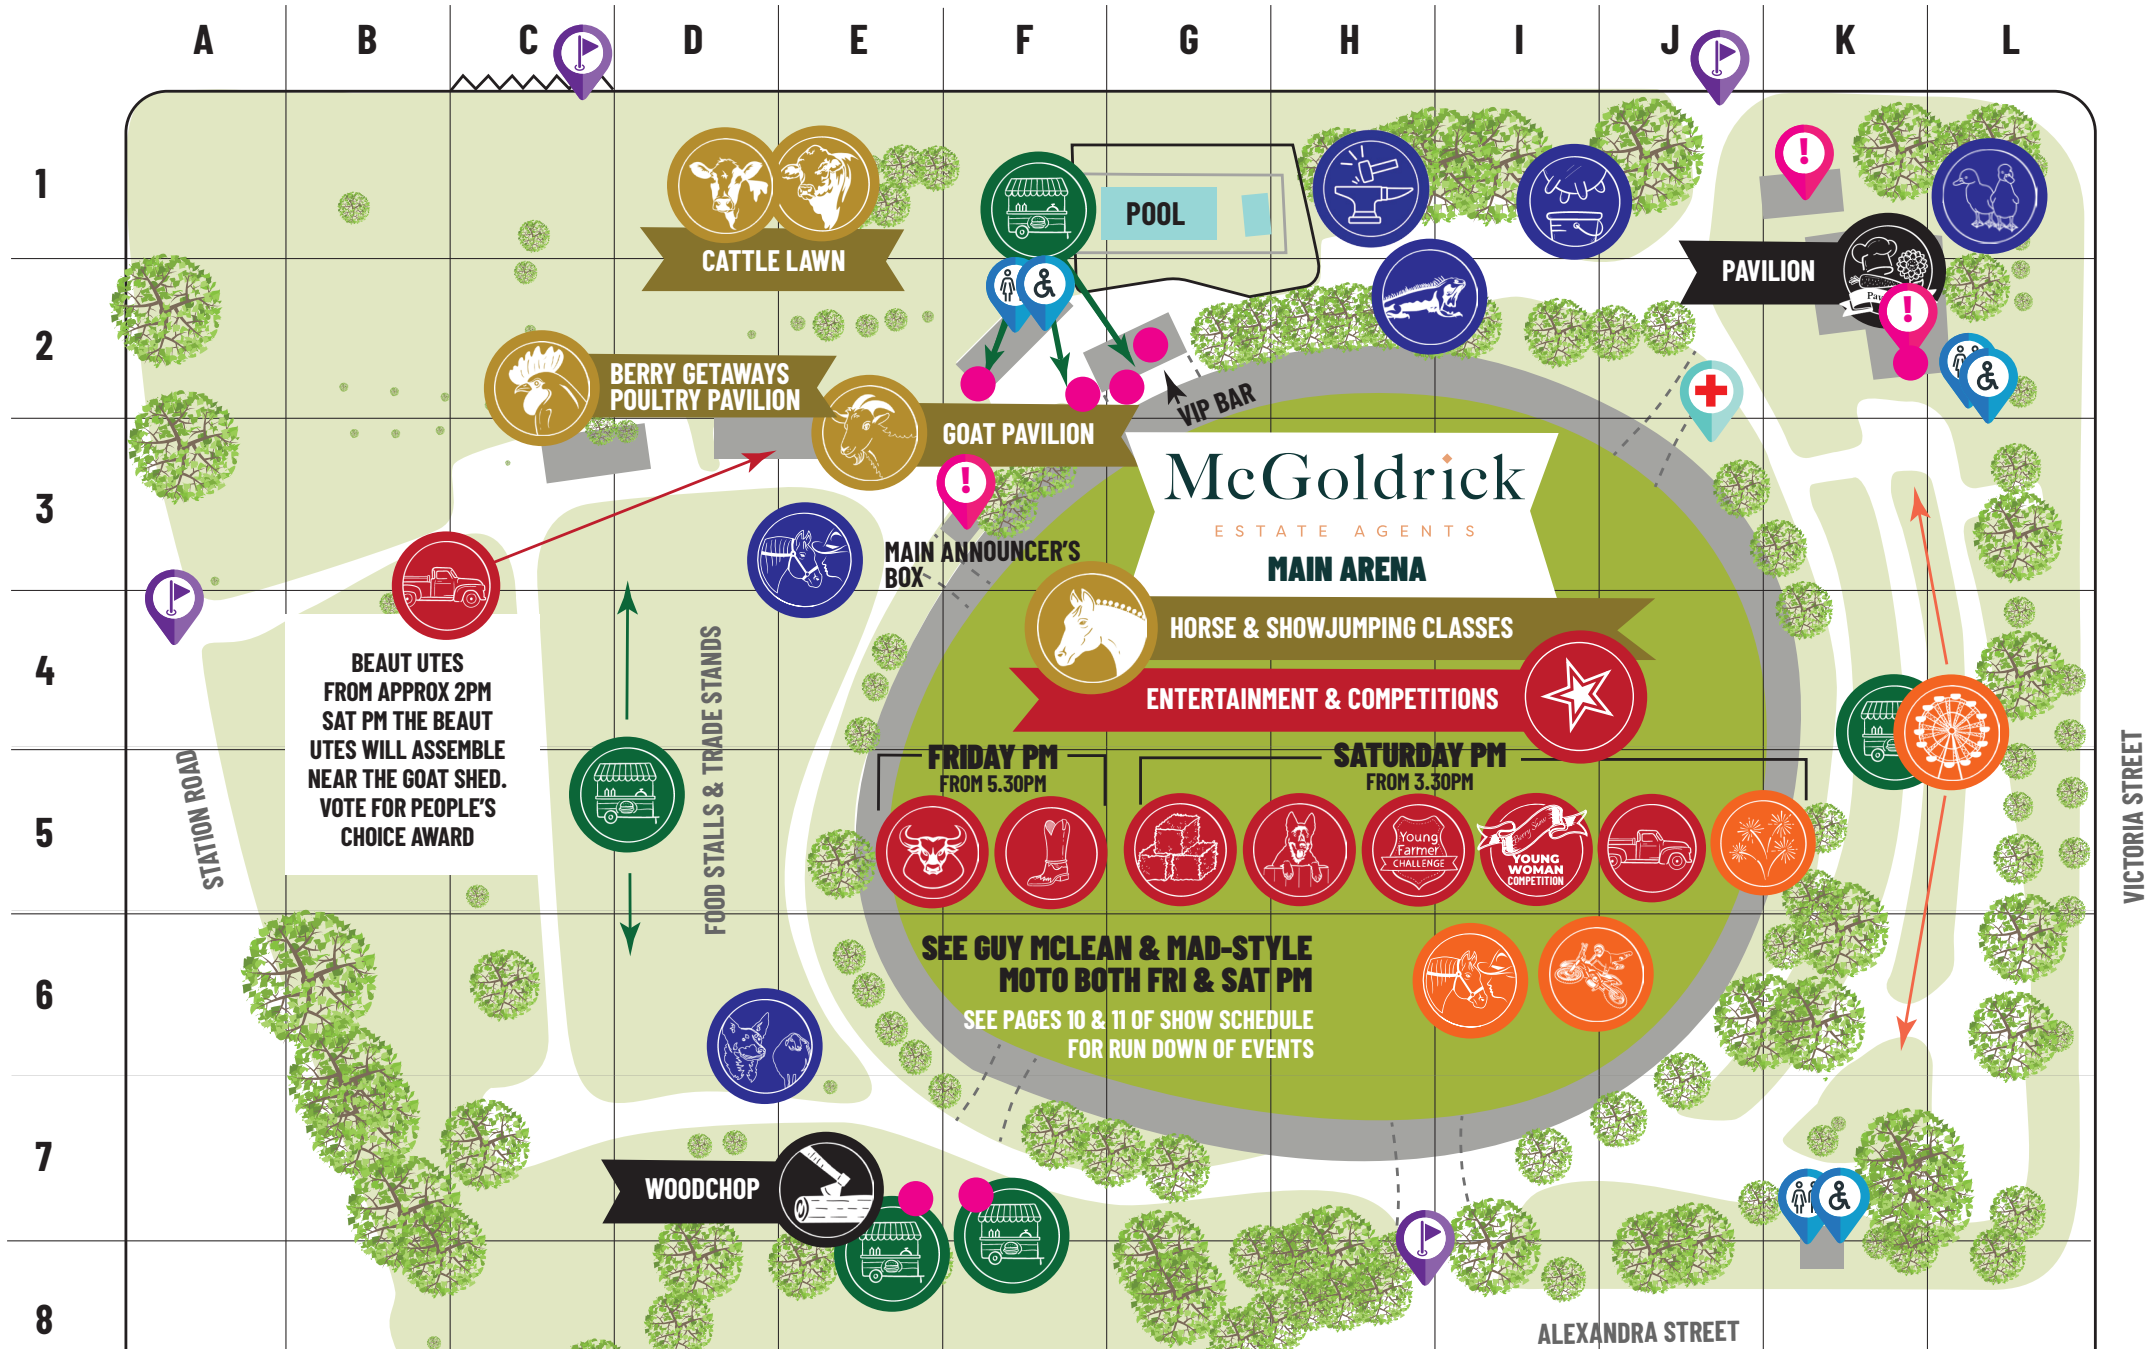 A B C D E F G H I J K L
1
2
3
4
5
6
7
8
POOL
CATTLE LAWN
PAVILION
BERRY GETAWAYS
POULTRY PAVILION
VIP BAR
GOAT PAVILION
McGoldrick
ESTATE AGENTS
MAIN ARENA
MAIN ANNOUNCER'S
BOX
HORSE & SHOWJUMPING CLASSES
ENTERTAINMENT & COMPETITIONS
BEAUT UTES
FROM APPROX 2PM
SAT PM THE BEAUT
UTES WILL ASSEMBLE
NEAR THE GOAT SHED.
VOTE FOR PEOPLE'S
CHOICE AWARD
STATION ROAD
FOOD STALLS & TRADE STANDS
VICTORIA STREET
FRIDAY PM
FROM 5.30PM
SATURDAY PM
FROM 3.30PM
Young
Farmer
CHALLENGE
Berry Show
YOUNG
WOMAN
COMPETITION
SEE GUY MCLEAN & MAD-STYLE
MOTO BOTH FRI & SAT PM
SEE PAGES 10 & 11 OF SHOW SCHEDULE
FOR RUN DOWN OF EVENTS
WOODCHOP
ALEXANDRA STREET